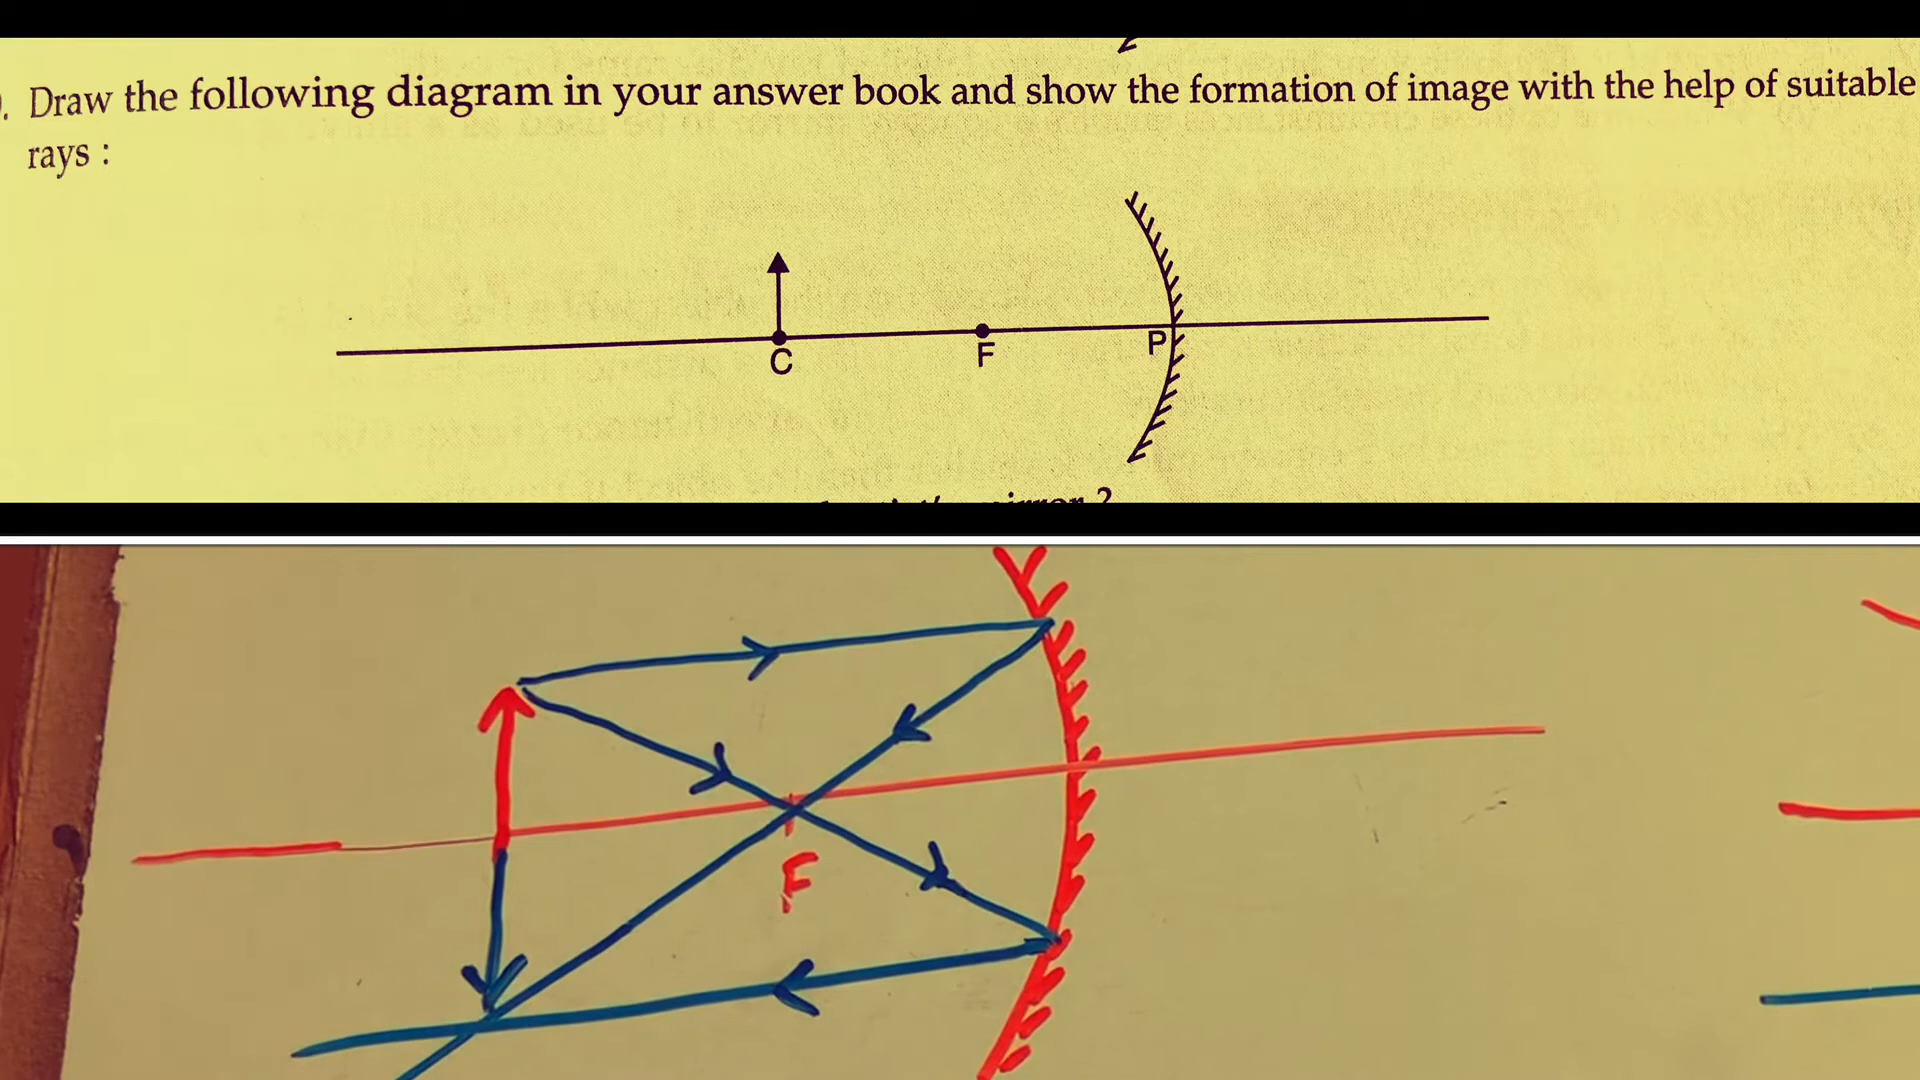 . Draw the following diagram in your answer book and show the formation of image with the help of suitable
rays :
C
F
P
mirror ?
F